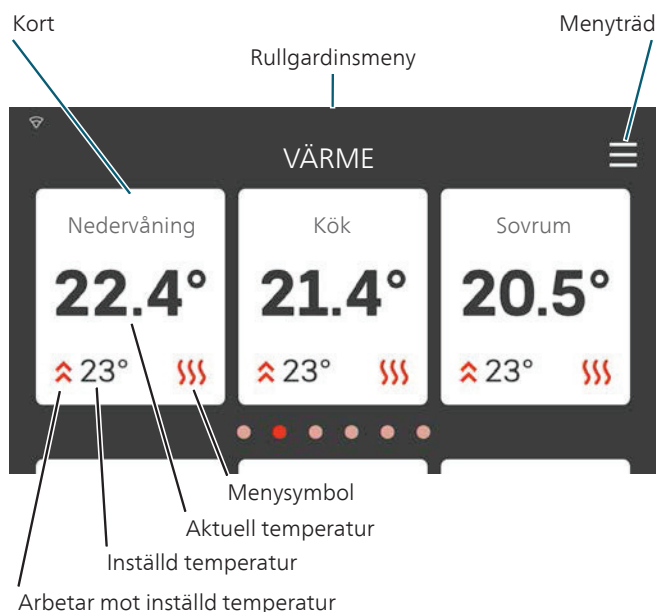 Kort
Menyträd
Rullgardinsmeny
VÄRME
Nedervåning
Kök
Sovrum
22.4°
21.4°
20.5°
23°
23°
23°
Menysymbol
Aktuell temperatur
Inställd temperatur
Arbetar mot inställd temperatur